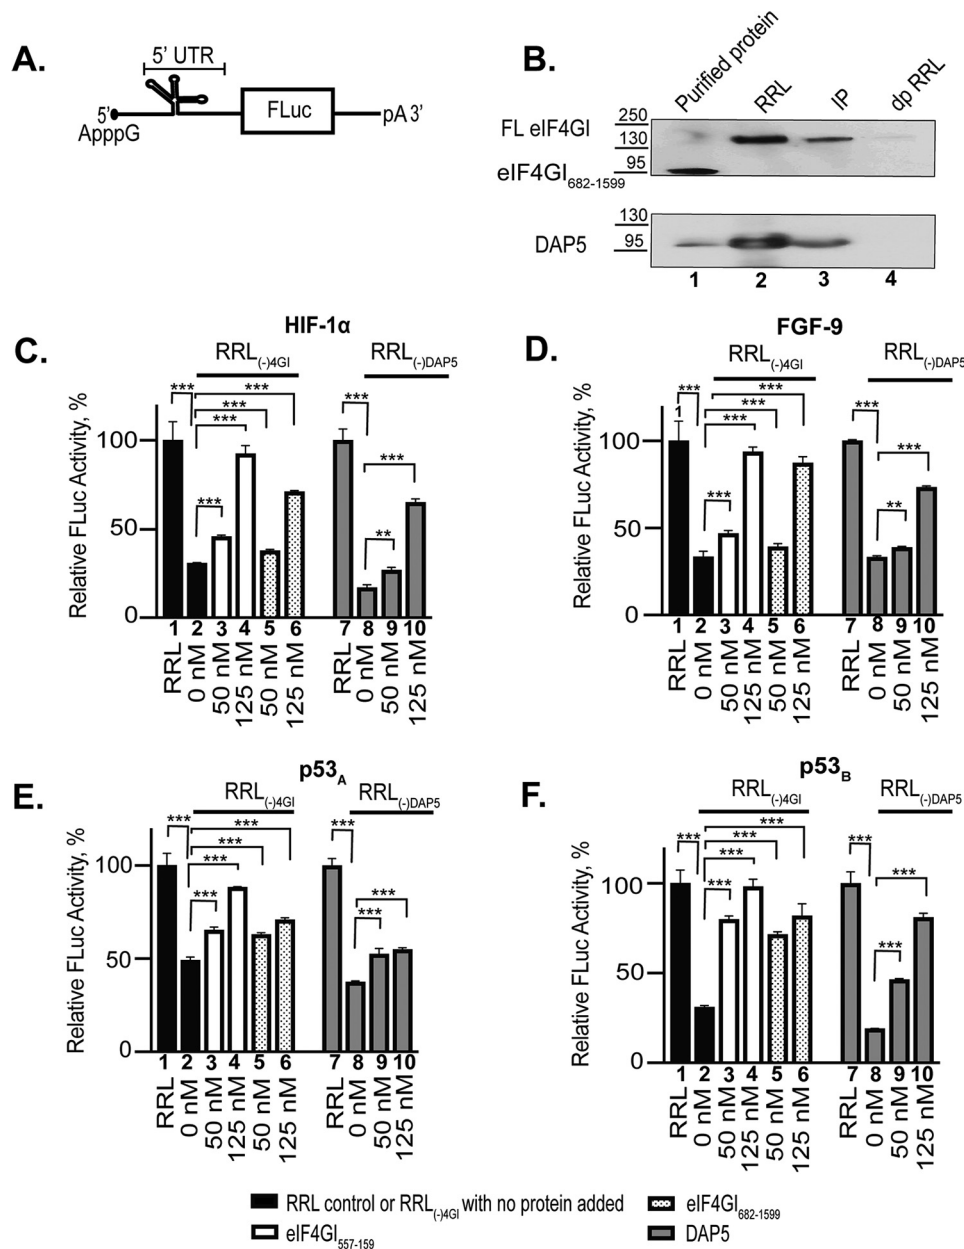 A.
5' UTR
5'
ApppG
FLuc
pA 3'
B.
Purified protein
RRL
IP
dp RRL
FL eIF4GI
250
130
eIF4GI682-1599
95
DAP5
130
95
1 2 3 4
C.
HIF-1α
RRL(-)4GI
RRL(-)DAP5
Relative FLuc Activity, %
100
50
0
*** *** *** *** *** *** ** ***
1 2 3 4 5 6 7 8 9 10
RRL
0 nM
50 nM
125 nM
50 nM
125 nM
RRL
0 nM
50 nM
125 nM
D.
FGF-9
RRL(-)4GI
RRL(-)DAP5
Relative FLuc Activity, %
100
50
0
*** *** *** *** *** *** ** ***
1
1 2 3 4 5 6 7 8 9 10
RRL
0 nM
50 nM
125 nM
50 nM
125 nM
RRL
0 nM
50 nM
125 nM
E.
p53A
RRL(-)4GI
RRL(-)DAP5
Relative FLuc Activity, %
100
50
0
*** *** *** *** *** *** *** ***
1 2 3 4 5 6 7 8 9 10
RRL
0 nM
50 nM
125 nM
50 nM
125 nM
RRL
0 nM
50 nM
125 nM
F.
p53B
RRL(-)4GI
RRL(-)DAP5
Relative FLuc Activity, %
100
50
0
*** *** *** *** *** *** *** ***
1 2 3 4 5 6 7 8 9 10
RRL
0 nM
50 nM
125 nM
50 nM
125 nM
RRL
0 nM
50 nM
125 nM
RRL control or RRL(-)4GI with no protein added
eIF4GI557-159
eIF4GI682-1599
DAP5